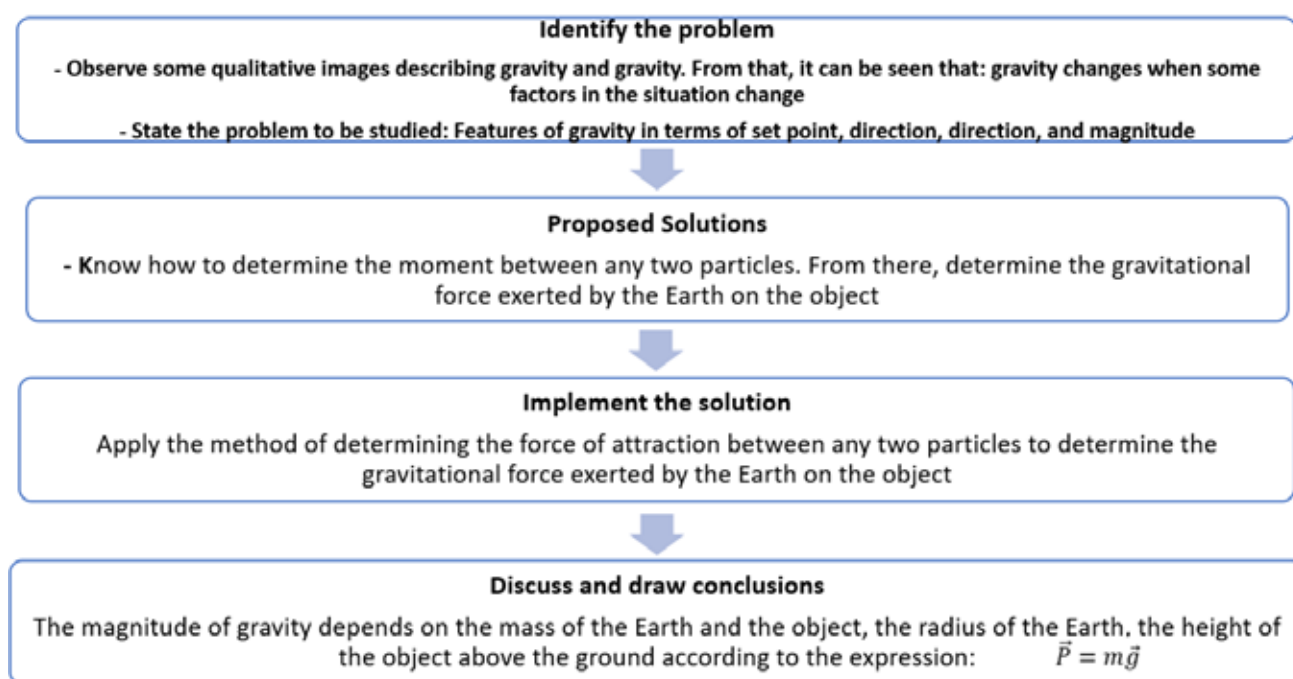 Identify the problem
- Observe some qualitative images describing gravity and gravity. From that, it can be seen that: gravity changes when some
factors in the situation change
- State the problem to be studied: Features of gravity in terms of set point, direction, direction, and magnitude
Proposed Solutions
- Know how to determine the moment between any two particles. From there, determine the gravitational
force exerted by the Earth on the object
Implement the solution
Apply the method of determining the force of attraction between any two particles to determine the
gravitational force exerted by the Earth on the object
Discuss and draw conclusions
The magnitude of gravity depends on the mass of the Earth and the object, the radius of the Earth, the height of
the object above the ground according to the expression: P⃗ = mg⃗